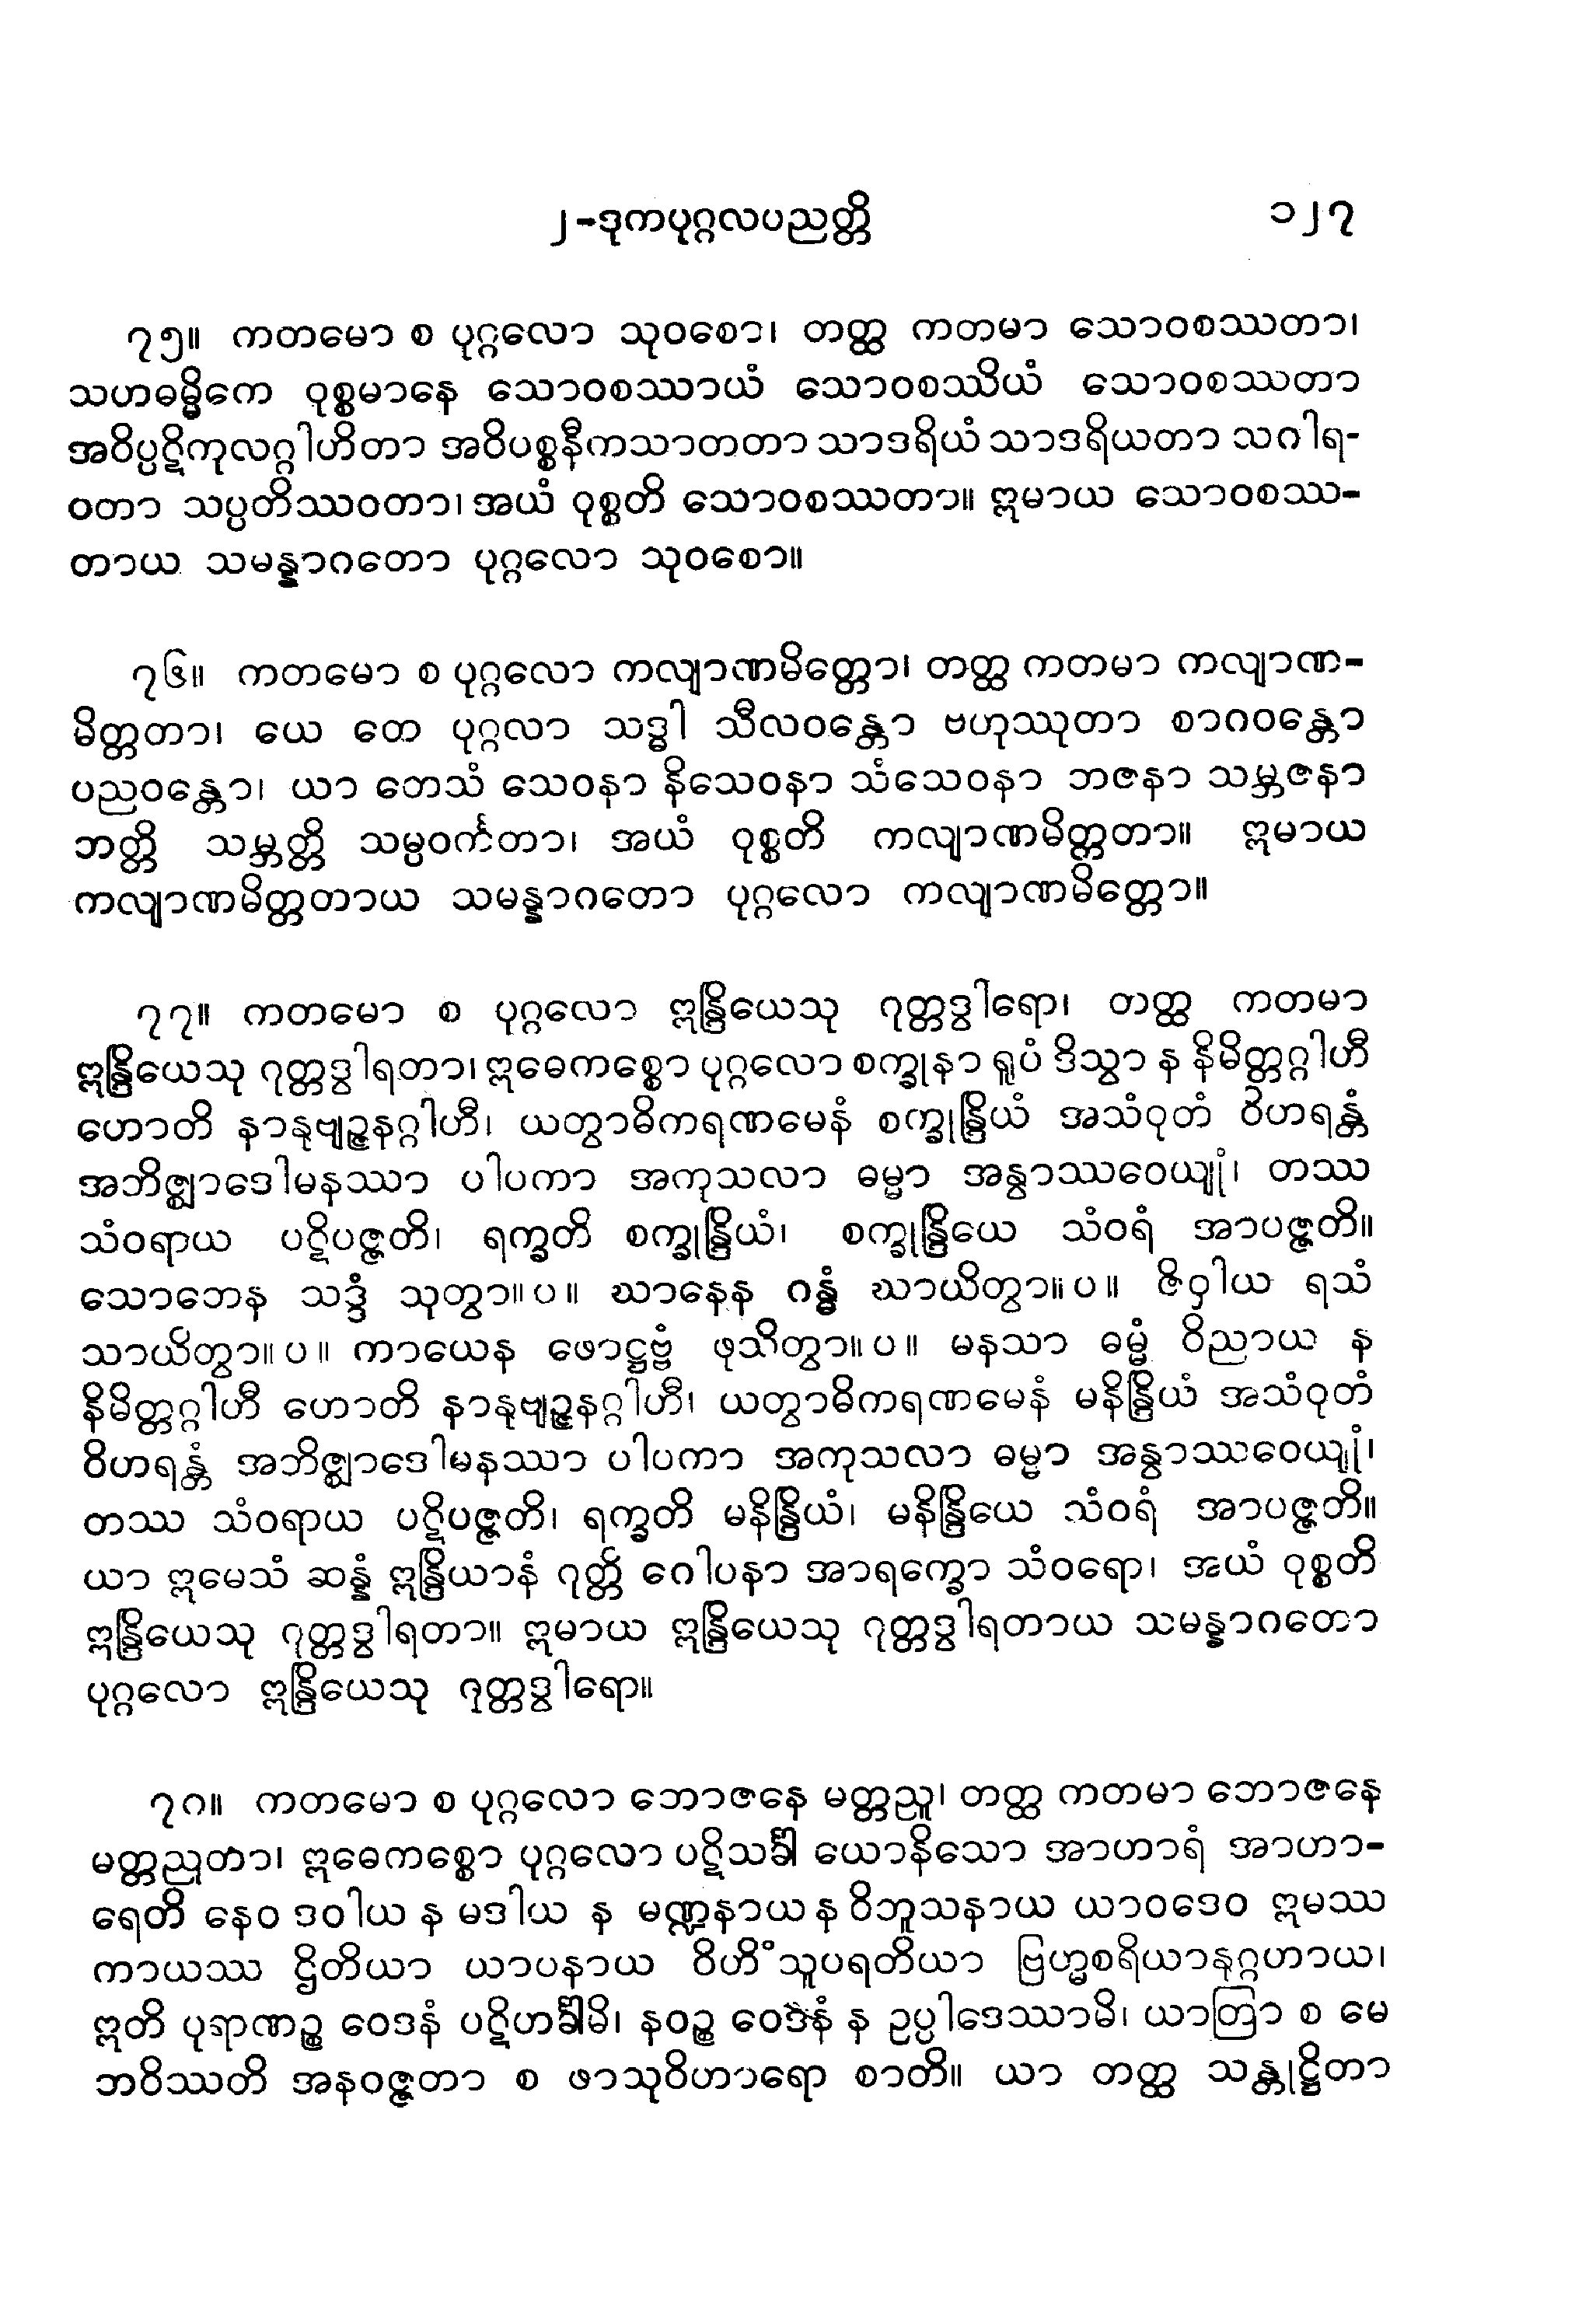 ၂-ဒုကပုဂ္ဂလပညတ္တိ ၁၂၇
၇၅။ ကတမော စ ပုဂ္ဂလော သုဝစော၊ တတ္ထ ကတမာ သောဝစဿတာ၊
သဟဓမ္မိကေ ဝုစ္စမာနေ သောဝစဿာယံ သောဝစဿိယံ သောဝစဿတာ
အဝိပ္ပဋိကုလဂ္ဂါဟိတာ အဝိပစ္စနီကသာတတာ သာဒရိယံ သာဒရိယတာ သဂါရ-
ဝတာ သပ္ပတိဿဝတာ၊ အယံ ဝုစ္စတိ သောဝစဿတာ။ ဣမာယ သောဝစဿ-
တာယ သမန္နာဂတော ပုဂ္ဂလော သုဝစော။
၇၆။ ကတမော စ ပုဂ္ဂလော ကလျာဏမိတ္တော၊ တတ္ထ ကတမာ ကလျာဏ-
မိတ္တတာ၊ ယေ တေ ပုဂ္ဂလာ သဒ္ဓါ သီလဝန္တော ဗဟုဿုတာ စာဂဝန္တော
ပညဝန္တော၊ ယာ တေသံ သေဝနာ နိသေဝနာ သံသေဝနာ ဘဇနာ သမ္ဘဇနာ
ဘတ္တိ သမ္ဘတ္တိ သမ္ပဝင်္ကတာ၊ အယံ ဝုစ္စတိ ကလျာဏမိတ္တတာ။ ဣမာယ
ကလျာဏမိတ္တတာယ သမန္နာဂတော ပုဂ္ဂလော ကလျာဏမိတ္တော။
၇၇။ ကတမော စ ပုဂ္ဂလော ဣန္ဒြိယေသု ဂုတ္တဒွါရော၊ တတ္ထ ကတမာ
ဣန္ဒြိယေသု ဂုတ္တဒွါရတာ၊ ဣဓေကစ္စော ပုဂ္ဂလော စက္ခုနာ ရူပံ ဒိသွာ န နိမိတ္တဂ္ဂါဟီ
ဟောတိ နာနုဗျဉ္ဇနဂ္ဂါဟီ၊ ယတွာဓိကရဏမေနံ စက္ခုန္ဒြိယံ အသံဝုတံ ဝိဟရန္တံ
အဘိဇ္ဈာဒေါမနဿာ ပါပကာ အကုသလာ ဓမ္မာ အန္ွာဿဝေယျုံ၊ တဿ
သံဝရာယ ပဋိပဇ္ဇတိ၊ ရက္ခတိ စက္ခုန္ဒြိယံ၊ စက္ခုန္ဒြိယေ သံဝရံ အာပဇ္ဇတိ။
သောတေန သဒ္ဒံ သုတွာ။ပ။ ဃာနေန ဂန္ဓံ ဃာယိတွာ။ပ။ ဇိဝှါယ ရသံ
သာယိတွာ။ပ။ ကာယေန ဖောဋ္ဌဗ္ဗံ ဖုသိတွာ။ပ။ မနသာ ဓမ္မံ ဝိညာယ န
နိမိတ္တဂ္ဂါဟီ ဟောတိ နာနုဗျဉ္ဇနဂ္ဂါဟီ၊ ယတွာဓိကရဏမေနံ မနိန္ဒြိယံ အသံဝုတံ
ဝိဟရန္တံ အဘိဇ္ဈာဒေါမနဿာ ပါပကာ အကုသလာ ဓမ္မာ အနွာဿဝေယျုံ၊
တဿ သံဝရာယ ပဋိပဇ္ဇတိ၊ ရက္ခတိ မနိန္ဒြိယံ၊ မနိန္ဒြိယေ သံဝရံ အာပဇ္ဇတိ။
ယာ ဣမေသံ ဆန္နံ ဣန္ဒြိယာနံ ဂုတ္တိ ဂေါပနာ အာရက္ခော သံဝရော၊ အယံ ဝုစ္စတိ
ဣန္ဒြိယေသု ဂုတ္တဒွါရတာ။ ဣမာယ ဣန္ဒြိယေသု ဂုတ္တဒွါရတာယ သမန္နာဂတော
ပုဂ္ဂလော ဣန္ဒြိယေသု ဂုတ္တဒွါရော။
၇၈။ ကတမော စ ပုဂ္ဂလော ဘောဇနေ မတ္တညူ၊ တတ္ထ ကတမာ ဘောဇနေ
မတ္တညုတာ၊ ဣဓေကစ္စော ပုဂ္ဂလော ပဋိသင်္ခါ ယောနိသော အာဟာရံ အာဟာ-
ရေတိ နေဝ ဒဝါယ န မဒါယ န မဏ္ဍနာယ န ဝိဘူသနာယ ယာဝဒေဝ ဣမဿ
ကာယဿ ဌိတိယာ ယာပနာယ ဝိဟိံသူပရတိယာ ဗြဟ္မစရိယာနုဂ္ဂဟာယ၊
ဣတိ ပုရာဏဉ္စ ဝေဒနံ ပဋိဟင်္ခါမိ၊ နဝဉ္စ ဝေဒနံ န ဥပ္ပါဒေဿာမိ၊ ယာတြာ စ မေ
ဘဝိဿတိ အနဝဇ္ဇတာ စ ဖာသုဝိဟာရော စာတိ။ ယာ တတ္ထ သန္တုဋ္ဌိတာ